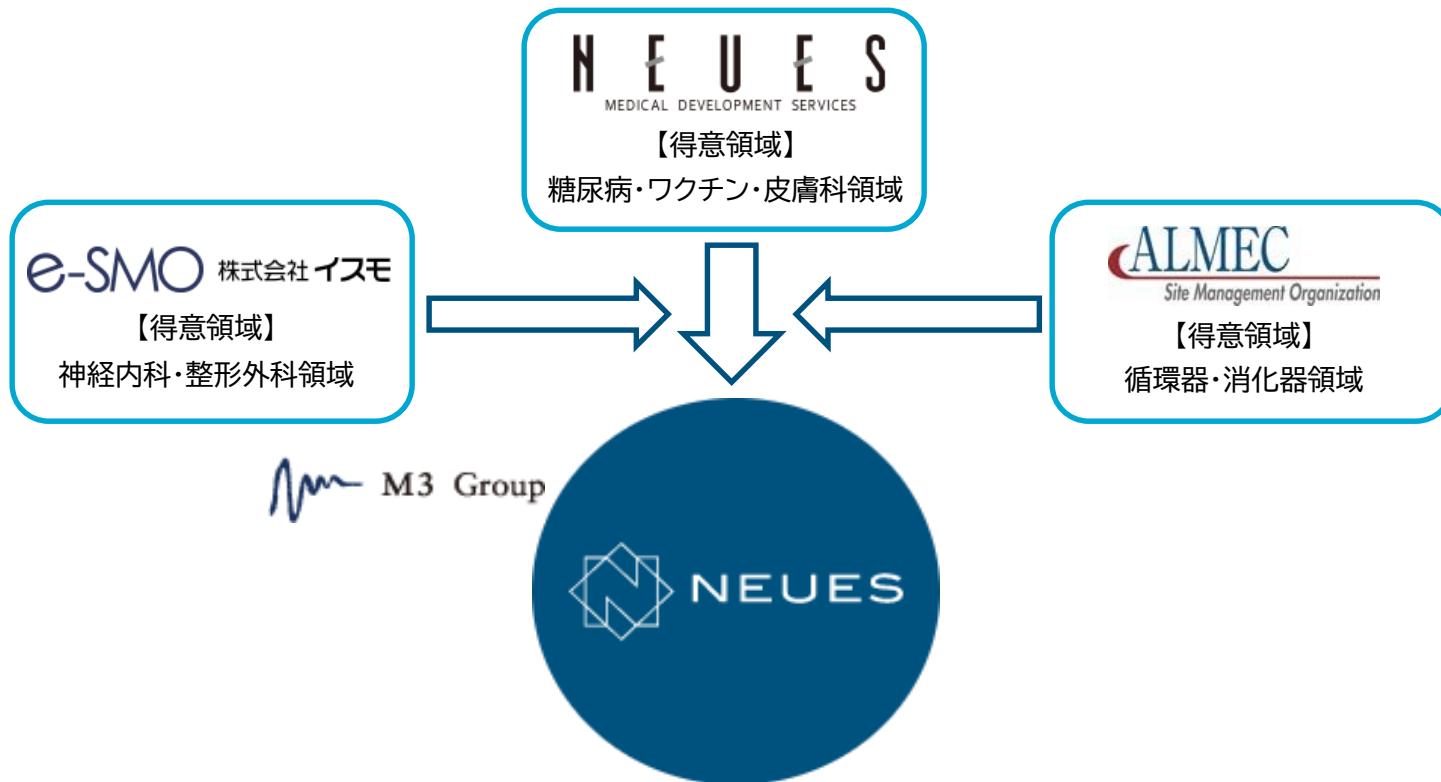 NEUES
MEDICAL DEVELOPMENT SERVICES
【得意領域】
糖尿病・ワクチン・皮膚科領域
e-SMO 株式会社イスモ
【得意領域】
神経内科・整形外科領域
ALMEC
Site Management Organization
【得意領域】
循環器・消化器領域
M3 Group
NEUES